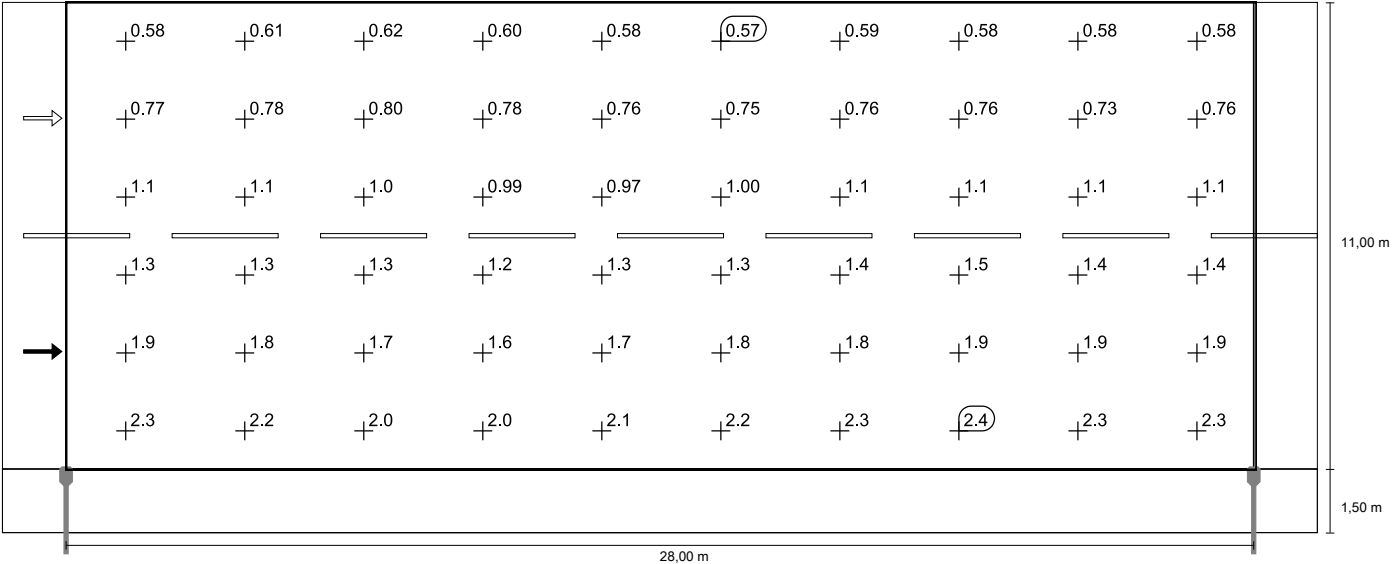 0.58 0.61 0.62 0.60 0.58 0.57 0.59 0.58 0.58 0.58
0.77 0.78 0.80 0.78 0.76 0.75 0.76 0.76 0.73 0.76
1.1 1.1 1.0 0.99 0.97 1.00 1.1 1.1 1.1 1.1
11,00 m
1.3 1.3 1.3 1.2 1.3 1.3 1.4 1.5 1.4 1.4
1.9 1.8 1.7 1.6 1.7 1.8 1.8 1.9 1.9 1.9
2.3 2.2 2.0 2.0 2.1 2.2 2.3 2.4 2.3 2.3
1,50 m
28,00 m